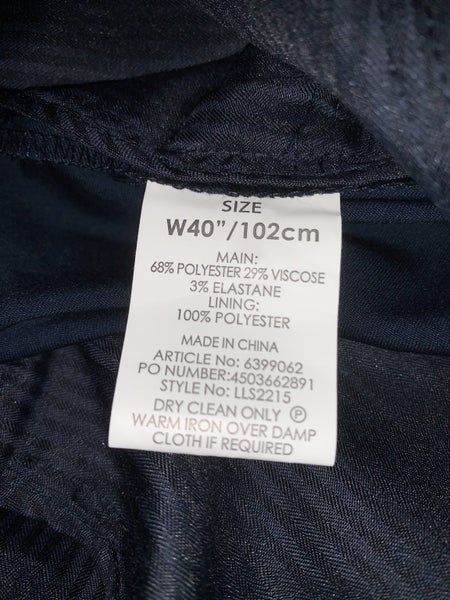 SIZE
W40”/102cm
MAIN:
68% POLYESTER 29% VISCOSE
3% ELASTANE
LINING:
100% POLYESTER
MADE IN CHINA
ARTICLE No: 6399062
PO NUMBER:4503662891
STYLE No: LLS2215
DRY CLEAN ONLY Ⓟ
WARM IRON OVER DAMP
CLOTH IF REQUIRED